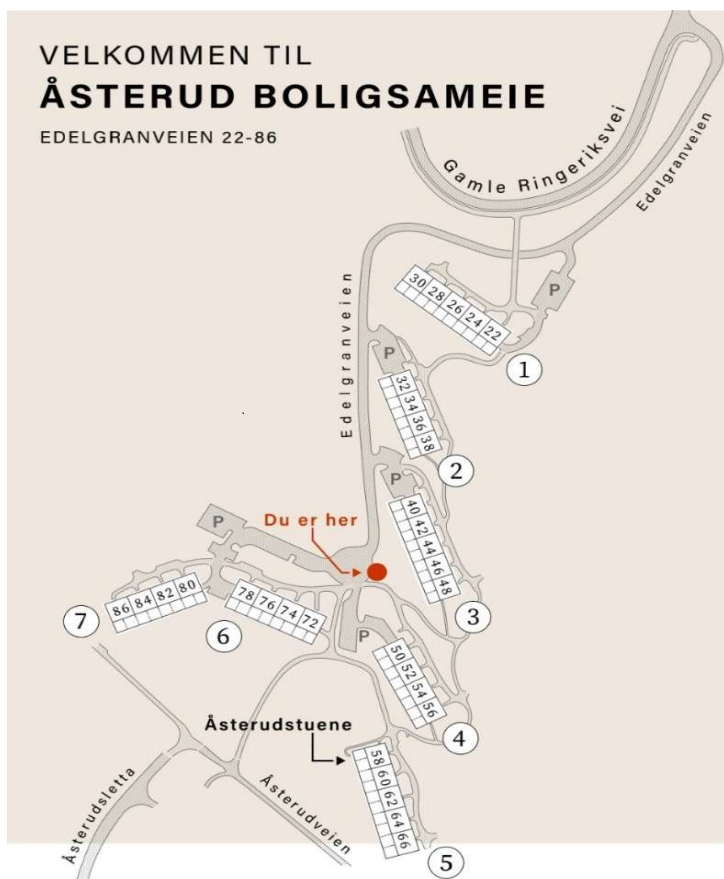 VELKOMMEN TIL
ÅSTERUD BOLIGSAMEIE
EDELGRANVEIEN 22-86
Gamle Ringeriksvei
Edelgranveien
Edelgranveien
P
30 28 26 24 22
1
P
32 34 36 38
2
P
40 42 44 46 48
3
P
Du er her
86 84 82 80
7
78 76 74 72
6
P
50 52 54 56
4
Åsterudstuene
58 60 62 64 66
5
Åsterudsletta
Åsterudveien